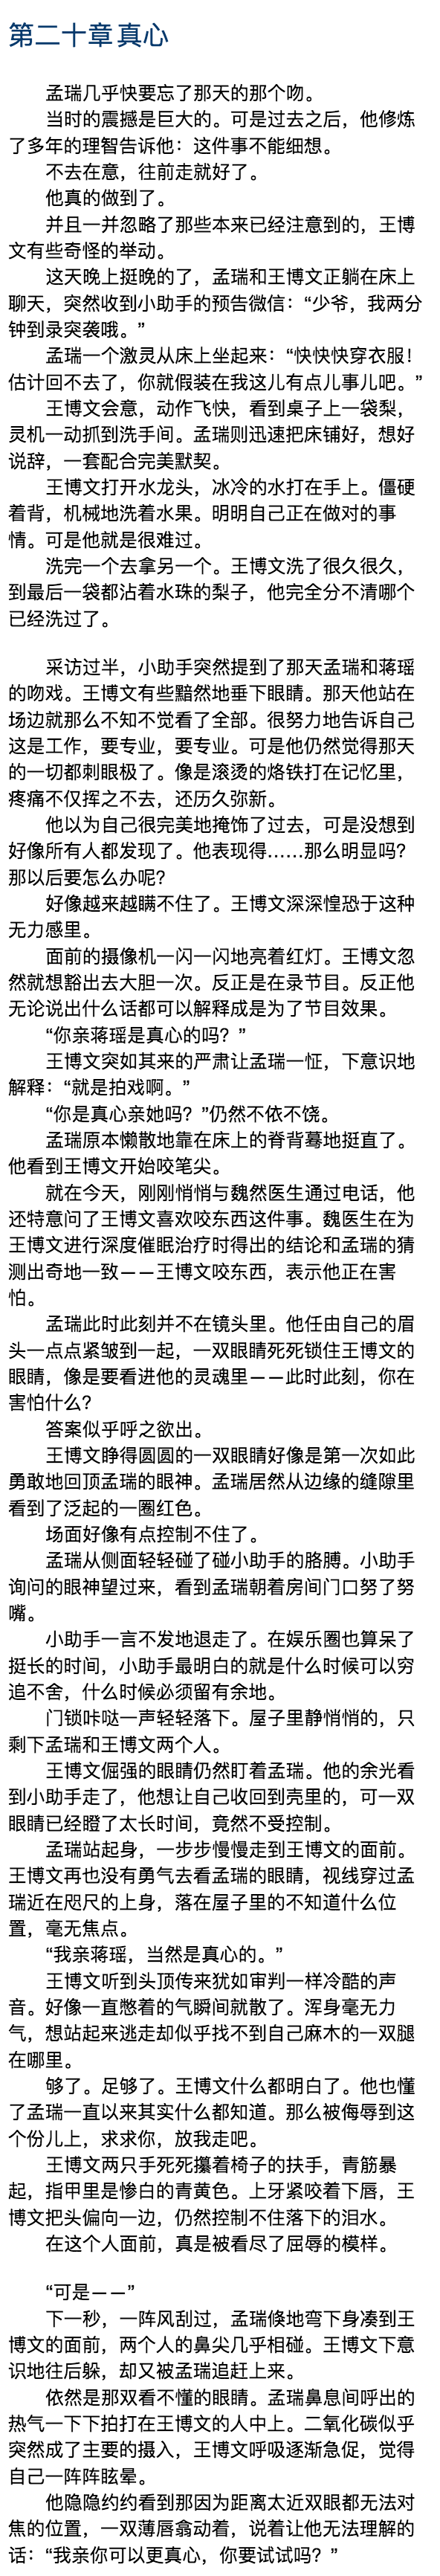 第二十章 真心
孟瑞几乎快要忘了那天的那个吻。
当时的震撼是巨大的。可是过去之后，他修炼
了多年的理智告诉他：这件事不能细想。
不去在意，往前走就好了。
他真的做到了。
并且一并忽略了那些本来已经注意到的，王博
文有些奇怪的举动。
这天晚上挺晚的了，孟瑞和王博文正躺在床上
聊天，突然收到小助手的预告微信：“少爷，我两分
钟到录突袭哦。”
孟瑞一个激灵从床上坐起来：“快快快穿衣服！
估计回不去了，你就假装在我这儿有点儿事儿吧。”
王博文会意，动作飞快，看到桌子上一袋梨，
灵机一动抓到洗手间。孟瑞则迅速把床铺好，想好
说辞，一套配合完美默契。
王博文打开水龙头，冰冷的水打在手上。僵硬
着背，机械地洗着水果。明明自己正在做对的事
情。可是他就是很难过。
洗完一个去拿另一个。王博文洗了很久很久，
到最后一袋都沾着水珠的梨子，他完全分不清哪个
已经洗过了。
采访过半，小助手突然提到了那天孟瑞和蒋瑶
的吻戏。王博文有些黯然地垂下眼睛。那天他站在
场边就那么不知不觉看了全部。很努力地告诉自己
这是工作，要专业，要专业。可是他仍然觉得那天
的一切都刺眼极了。像是滚烫的烙铁打在记忆里，
疼痛不仅挥之不去，还历久弥新。
他以为自己很完美地掩饰了过去，可是没想到
好像所有人都发现了。他表现得……那么明显吗？
那以后要怎么办呢？
好像越来越瞒不住了。王博文深深惶恐于这种
无力感里。
面前的摄像机一闪一闪地亮着红灯。王博文忽
然就想豁出去大胆一次。反正是在录节目。反正他
无论说出什么话都可以解释成是为了节目效果。
“你亲蒋瑶是真心的吗？”
王博文突如其来的严肃让孟瑞一怔，下意识地
解释：“就是拍戏啊。”
“你是真心亲她吗？”仍然不依不饶。
孟瑞原本懒散地靠在床上的脊背蓦地挺直了。
他看到王博文开始咬笔尖。
就在今天，刚刚悄悄与魏然医生通过电话，他
还特意问了王博文喜欢咬东西这件事。魏医生在为
王博文进行深度催眠治疗时得出的结论和孟瑞的猜
测出奇地一致——王博文咬东西，表示他正在害
怕。
孟瑞此时此刻并不在镜头里。他任由自己的眉
头一点点紧皱到一起，一双眼睛死死锁住王博文的
眼睛，像是要看进他的灵魂里——此时此刻，你在
害怕什么？
答案似乎呼之欲出。
王博文睁得圆圆的一双眼睛好像是第一次如此
勇敢地回顶孟瑞的眼神。孟瑞居然从边缘的缝隙里
看到了泛起的一圈红色。
场面好像有点控制不住了。
孟瑞从侧面轻轻碰了碰小助手的胳膊。小助手
询问的眼神望过来，看到孟瑞朝着房间门口努了努
嘴。
小助手一言不发地退走了。在娱乐圈也算呆了
挺长的时间，小助手最明白的就是什么时候可以穷
追不舍，什么时候必须留有余地。
门锁咔哒一声轻轻落下。屋子里静悄悄的，只
剩下孟瑞和王博文两个人。
王博文倔强的眼睛仍然盯着孟瑞。他的余光看
到小助手走了，他想让自己收回到壳里的，可一双
眼睛已经瞪了太长时间，竟然不受控制。
孟瑞站起身，一步步慢慢走到王博文的面前。
王博文再也没有勇气去看孟瑞的眼睛，视线穿过孟
瑞近在咫尺的上身，落在屋子里的不知道什么位
置，毫无焦点。
“我亲蒋瑶，当然是真心的。”
王博文听到头顶传来犹如审判一样冷酷的声
音。好像一直憋着的气瞬间就散了。浑身毫无力
气，想站起来逃走却似乎找不到自己麻木的一双腿
在哪里。
够了。足够了。王博文什么都明白了。他也懂
了孟瑞一直以来其实什么都知道。那么被侮辱到这
个份儿上，求求你，放我走吧。
王博文两只手死死攥着椅子的扶手，青筋暴
起，指甲里是惨白的青黄色。上牙紧咬着下唇，王
博文把头偏向一边，仍然控制不住落下的泪水。
在这个人面前，真是被看尽了屈辱的模样。
“可是——”
下一秒，一阵风刮过，孟瑞倏地弯下身凑到王
博文的面前，两个人的鼻尖几乎相碰。王博文下意
识地往后躲，却又被孟瑞追赶上来。
依然是那双看不懂的眼睛。孟瑞鼻息间呼出的
热气一下下拍打在王博文的人中上。二氧化碳似乎
突然成了主要的摄入，王博文呼吸逐渐急促，觉得
自己一阵阵眩晕。
他隐隐约约看到那因为距离太近双眼都无法对
焦的位置，一双薄唇翕动着，说着让他无法理解的
话：“我亲你可以更真心，你要试试吗？”